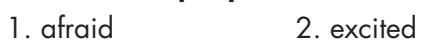 1. afraid 2. excited